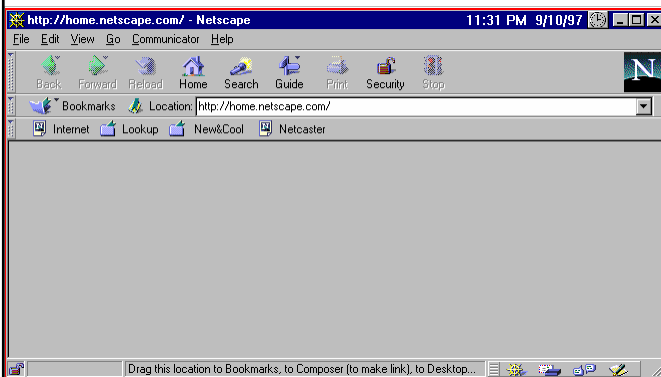 http://home.netscape.com/ - Netscape 11:31 PM 9/10/97
File Edit View Go Communicator Help
Back Forward Reload Home Search Guide Print Security Stop
N
Bookmarks Location: http://home.netscape.com/
Internet Lookup New&Cool Netcaster
Drag this location to Bookmarks, to Composer (to make link), to Desktop...